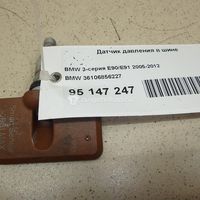 Датчик давления в шине
BMW 3-серия E90/E91 2005-2012
BMW 36106856227
95 147 247